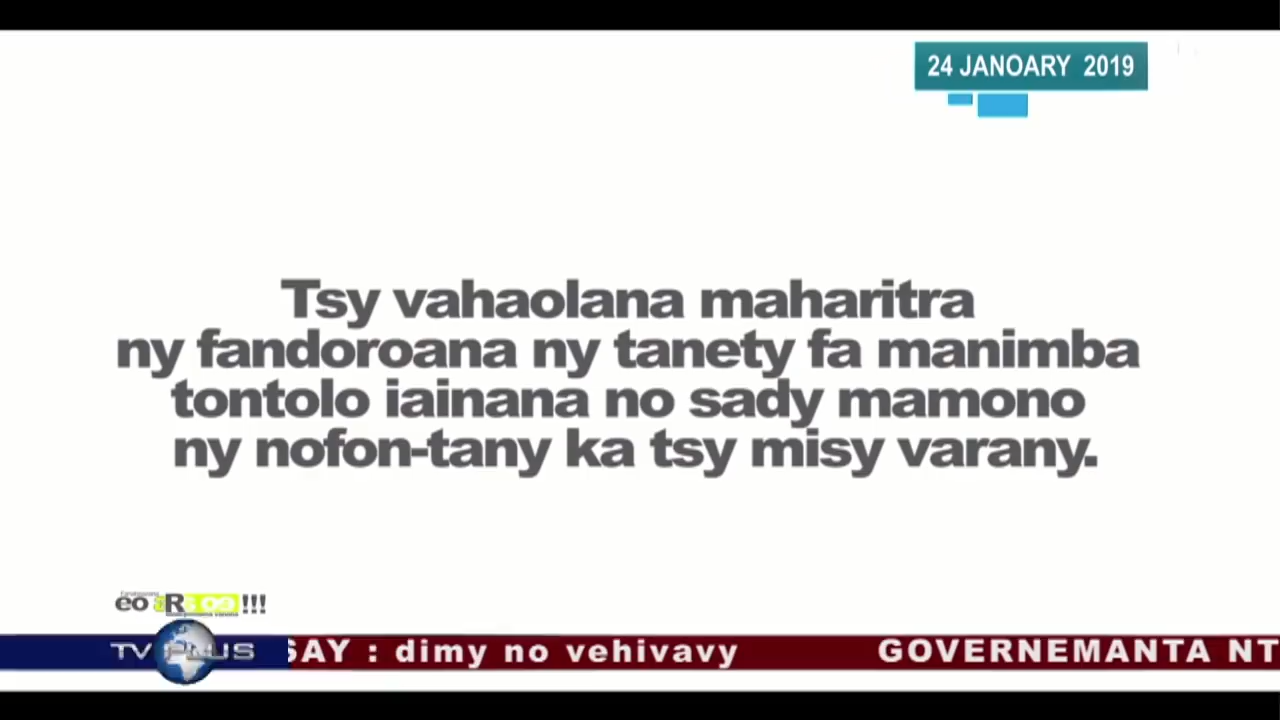 24 JANOARY 2019
Tsy vahaolana maharitra
ny fandoroana ny tanety fa manimba
tontolo iainana no sady mamono
ny nofon-tany ka tsy misy varany.
eo !!!
TV PLUS
SAY : dimy no vehivavy GOVERNEMANTA NT